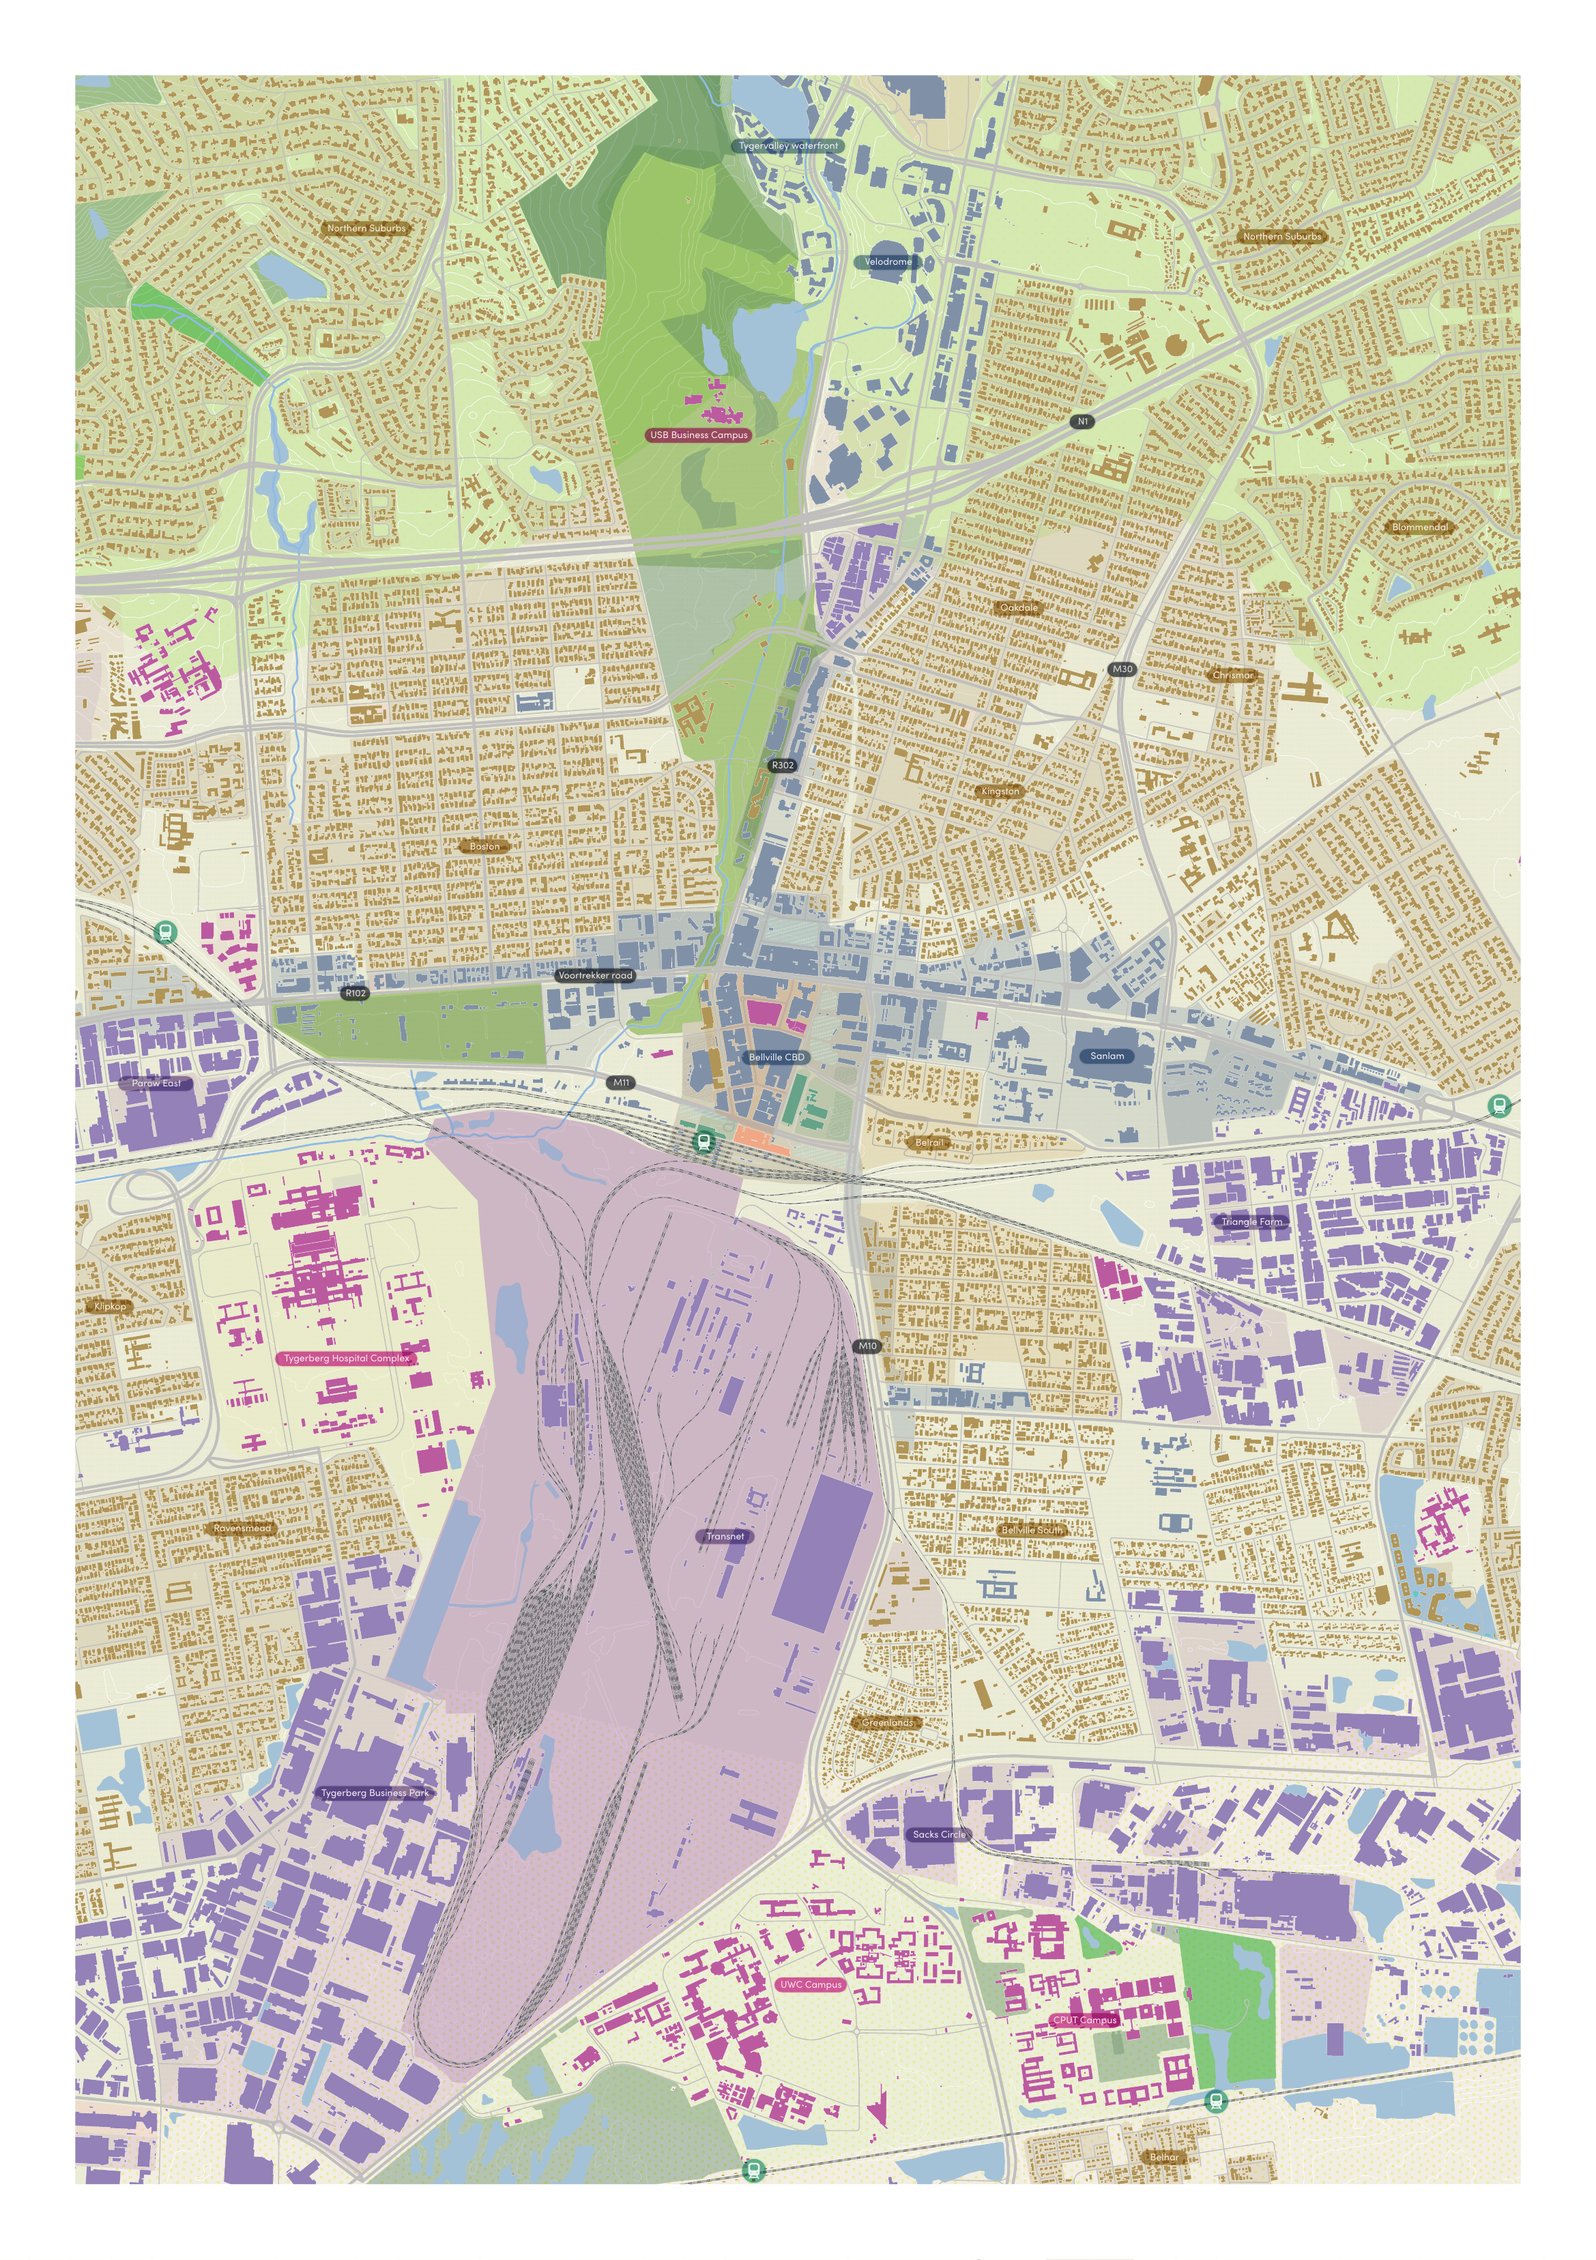 Tygervalley waterfront
Northern Suburbs
Northern Suburbs
Velodrome
N1
USB Business Campus
Blommendal
Oakdale
M30
Chrismar
R302
Kingston
Boston
Voortrekker road
R102
Bellville CBD
Sanlam
M11
Parow East
Belrail
Triangle Farm
Klipkop
M10
Tygerberg Hospital Complex
Ravensmead
Transnet
Bellville South
Greenlands
Tygerberg Business Park
Sacks Circle
UWC Campus
CPUT Campus
Belhar